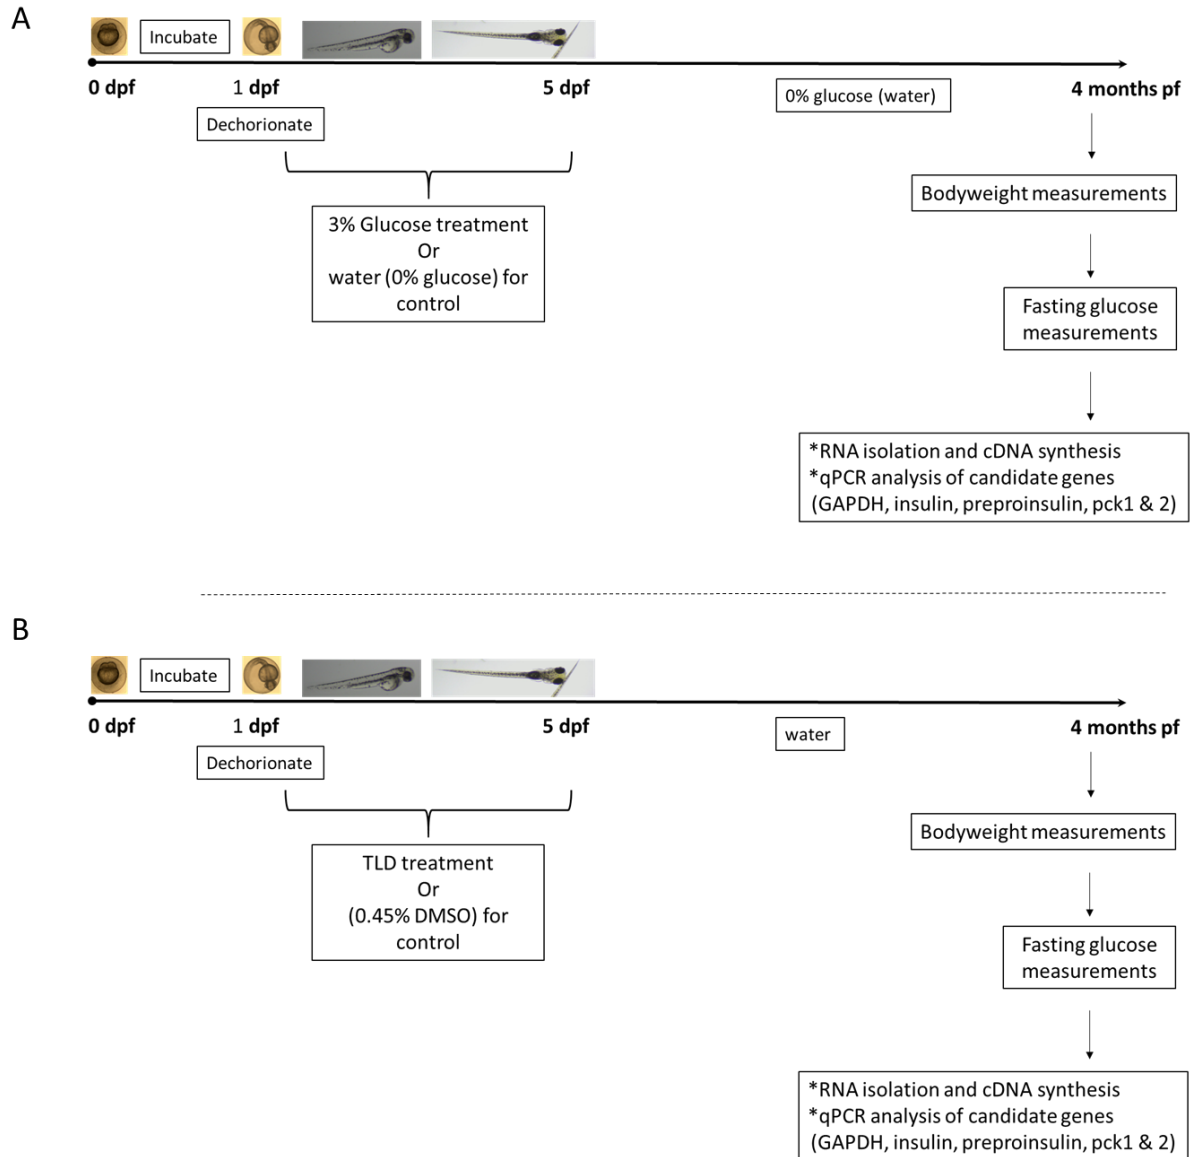 A
Incubate
0 dpf
1 dpf
5 dpf
0% glucose (water)
4 months pf
Dechorionate
3% Glucose treatment
Or
water (0% glucose) for
control
Bodyweight measurements
Fasting glucose
measurements
*RNA isolation and cDNA synthesis
*qPCR analysis of candidate genes
(GAPDH, insulin, preproinsulin, pck1 & 2)
B
Incubate
0 dpf
1 dpf
5 dpf
water
4 months pf
Dechorionate
TLD treatment
Or
(0.45% DMSO) for
control
Bodyweight measurements
Fasting glucose
measurements
*RNA isolation and cDNA synthesis
*qPCR analysis of candidate genes
(GAPDH, insulin, preproinsulin, pck1 & 2)